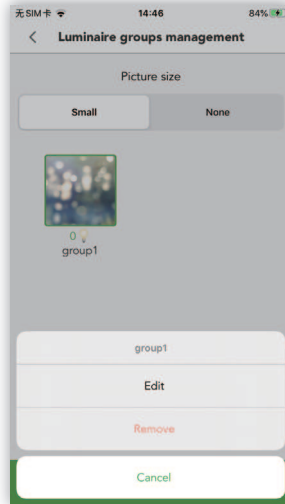 无SIM卡 14:46 84%
Luminaire groups management
Picture size
Small None
0
group1
group1
Edit
Remove
Cancel